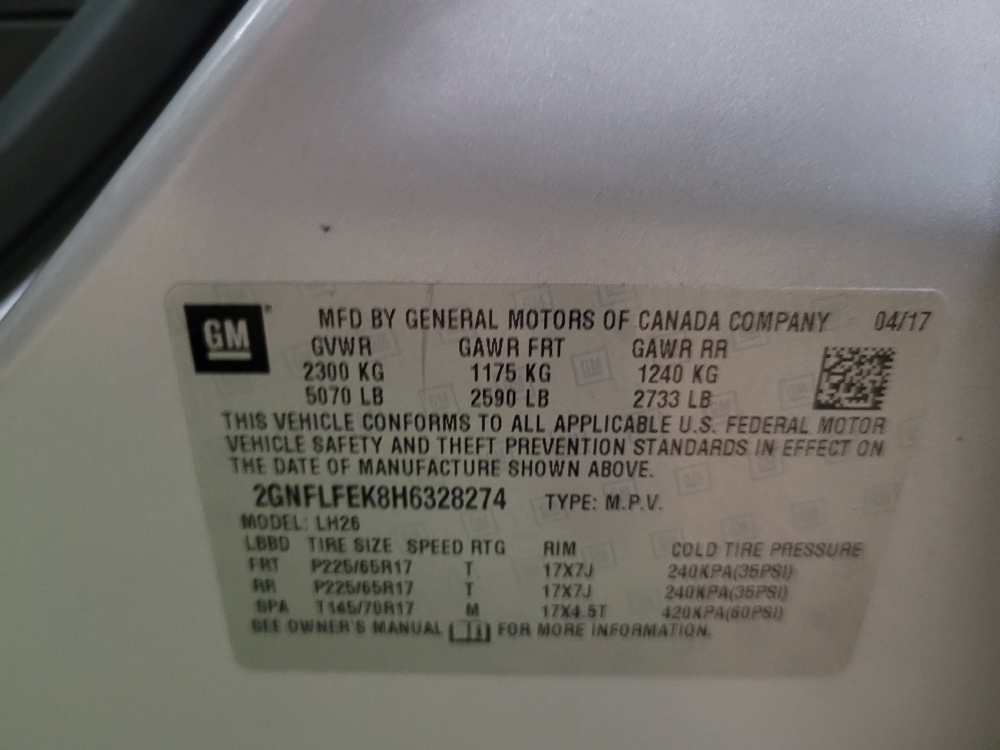 GM ®
MFD BY GENERAL MOTORS OF CANADA COMPANY 04/17
GVWR GAWR FRT GAWR RR
2300 KG 1175 KG 1240 KG
5070 LB 2590 LB 2733 LB
THIS VEHICLE CONFORMS TO ALL APPLICABLE U.S. FEDERAL MOTOR
VEHICLE SAFETY AND THEFT PREVENTION STANDARDS IN EFFECT ON
THE DATE OF MANUFACTURE SHOWN ABOVE.
2GNFLFEK8H6328274 TYPE: M.P.V.
MODEL: LH26
LBBD TIRE SIZE SPEED RTG RIM COLD TIRE PRESSURE
FRT P225/65R17 T 17X7J 240KPA(35PSI)
RR P225/65R17 T 17X7J 240KPA(35PSI)
SPA T145/70R17 M 17X4.5T 420KPA(60PSI)
SEE OWNER'S MANUAL FOR MORE INFORMATION.